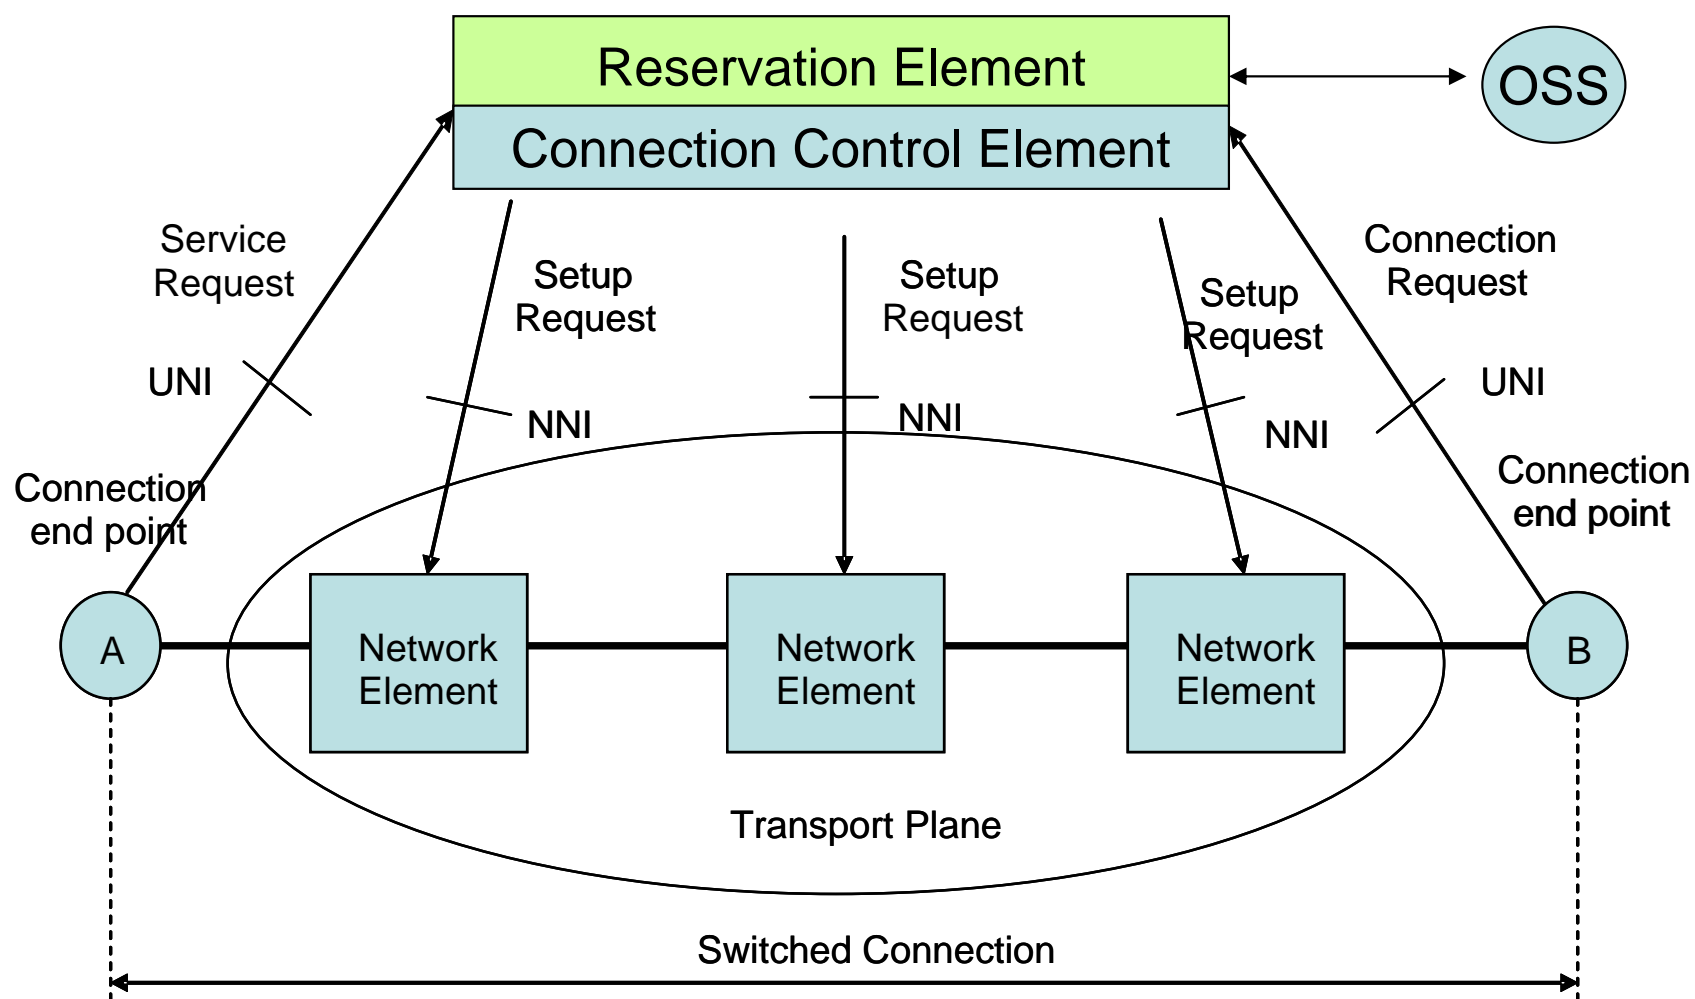 Reservation Element
OSS
Connection Control Element
Service
Request
Setup
Request
Setup
Request
Setup
Request
Connection
Request
UNI
NNI
NNI
NNI
UNI
Connection
end point
Connection
end point
A
Network
Element
Network
Element
Network
Element
B
Transport Plane
Switched Connection